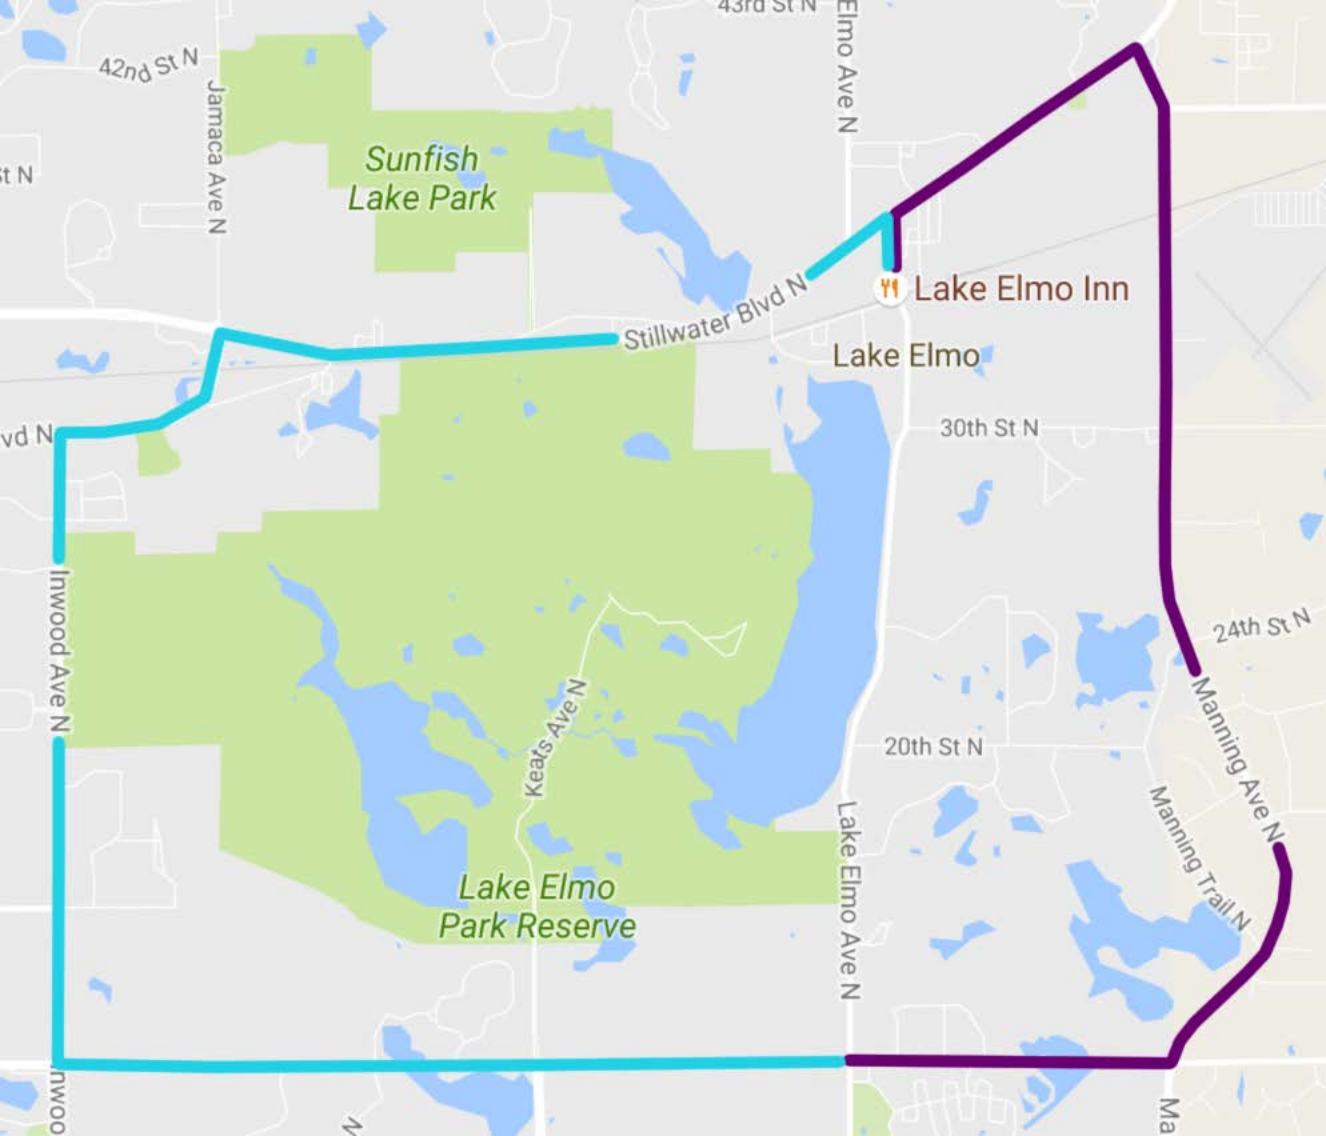 43rd St N
Elmo Ave N
42nd St N
Jamaca Ave N
St N
Sunfish
Lake Park
Stillwater Blvd N
Lake Elmo Inn
Lake Elmo
30th St N
vd N
Inwood Ave N
24th St N
Keats Ave N
Manning Ave N
20th St N
Manning Trail N
Lake Elmo Ave N
Lake Elmo
Park Reserve
nwoo
N
Ma